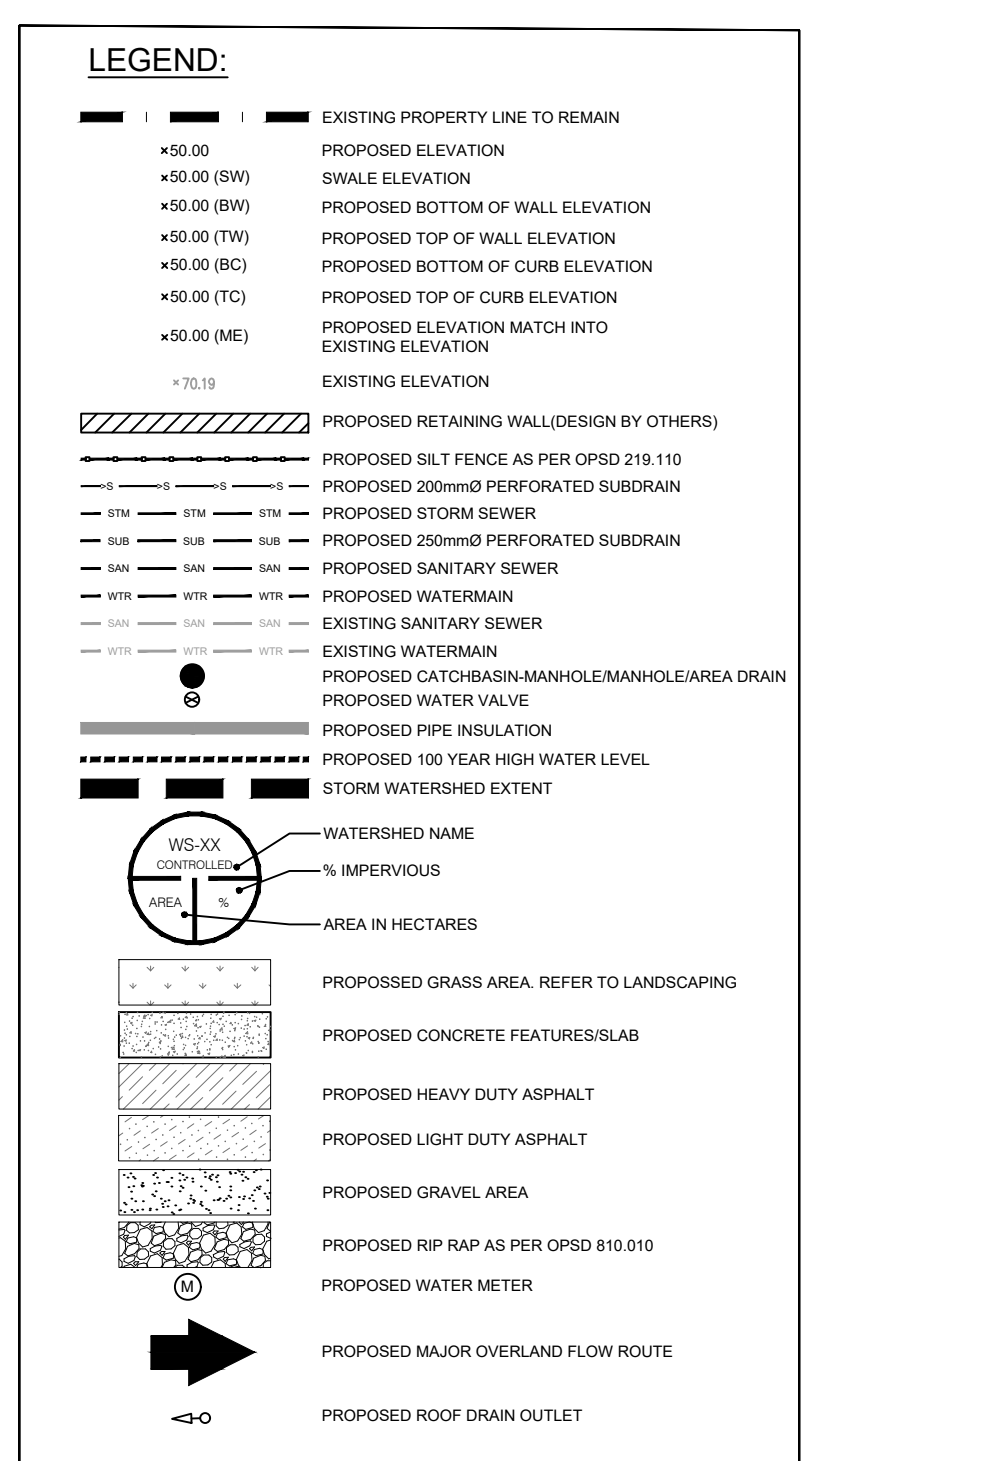 LEGEND:
EXISTING PROPERTY LINE TO REMAIN
×50.00 PROPOSED ELEVATION
×50.00 (SW) SWALE ELEVATION
×50.00 (BW) PROPOSED BOTTOM OF WALL ELEVATION
×50.00 (TW) PROPOSED TOP OF WALL ELEVATION
×50.00 (BC) PROPOSED BOTTOM OF CURB ELEVATION
×50.00 (TC) PROPOSED TOP OF CURB ELEVATION
×50.00 (ME) PROPOSED ELEVATION MATCH INTO
EXISTING ELEVATION
×70.19 EXISTING ELEVATION
PROPOSED RETAINING WALL(DESIGN BY OTHERS)
PROPOSED SILT FENCE AS PER OPSD 219.110
>S >S >S >S PROPOSED 200mmØ PERFORATED SUBDRAIN
STM STM STM PROPOSED STORM SEWER
SUB SUB SUB PROPOSED 250mmØ PERFORATED SUBDRAIN
SAN SAN SAN PROPOSED SANITARY SEWER
WTR WTR WTR PROPOSED WATERMAIN
SAN SAN SAN EXISTING SANITARY SEWER
WTR WTR WTR EXISTING WATERMAIN
PROPOSED CATCHBASIN-MANHOLE/MANHOLE/AREA DRAIN
PROPOSED WATER VALVE
PROPOSED PIPE INSULATION
PROPOSED 100 YEAR HIGH WATER LEVEL
STORM WATERSHED EXTENT
WATERSHED NAME
WS-XX
CONTROLLED
% IMPERVIOUS
AREA %
AREA IN HECTARES
PROPOSSED GRASS AREA. REFER TO LANDSCAPING
PROPOSED CONCRETE FEATURES/SLAB
PROPOSED HEAVY DUTY ASPHALT
PROPOSED LIGHT DUTY ASPHALT
PROPOSED GRAVEL AREA
PROPOSED RIP RAP AS PER OPSD 810.010
M PROPOSED WATER METER
PROPOSED MAJOR OVERLAND FLOW ROUTE
PROPOSED ROOF DRAIN OUTLET